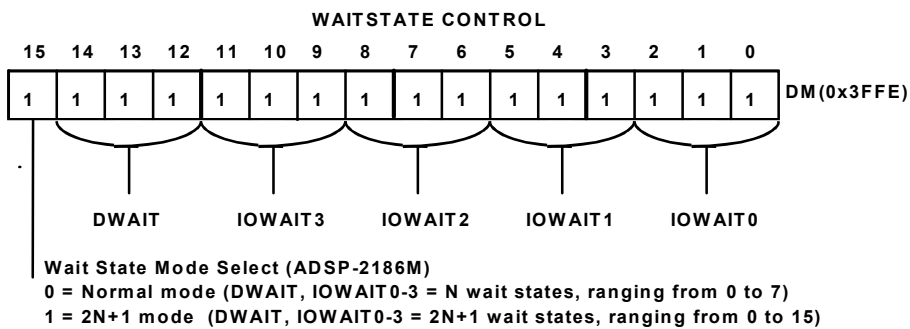 WAITSTATE CONTROL
15 14 13 12 11 10 9 8 7 6 5 4 3 2 1 0
1 1 1 1 1 1 1 1 1 1 1 1 1 1 1 1 DM(0x3FFE)
DWAIT IOWAIT3 IOWAIT2 IOWAIT1 IOWAIT0
Wait State Mode Select (ADSP-2186M)
0 = Normal mode (DWAIT, IOWAIT0-3 = N wait states, ranging from 0 to 7)
1 = 2N+1 mode (DWAIT, IOWAIT0-3 = 2N+1 wait states, ranging from 0 to 15)